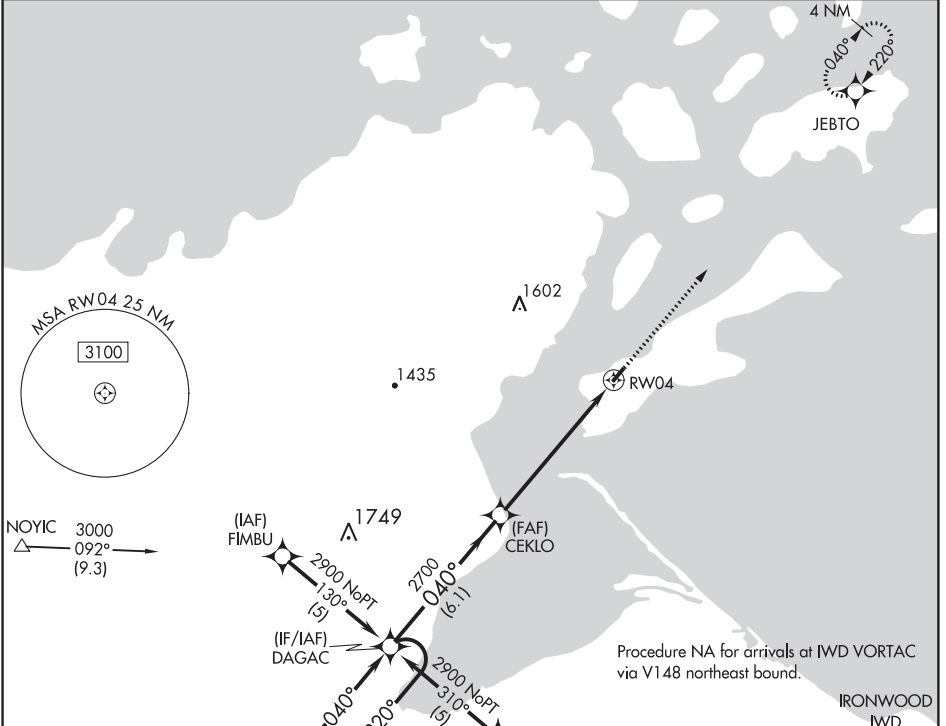 4 NM
040°
220°
JEBTO
1602
MSA RW04 25 NM
3100
1435
RW04
NOYIC
3000
092°
(9.3)
(IAF)
FIMBU
1749
(FAF)
CEKLO
2900 NoPT
130°
(5)
2700
040°
(6.1)
(IF/IAF)
DAGAC
2900 NoPT
310°
(5)
040°
220°
Procedure NA for arrivals at IWD VORTAC
via V148 northeast bound.
IRONWOOD
IWD